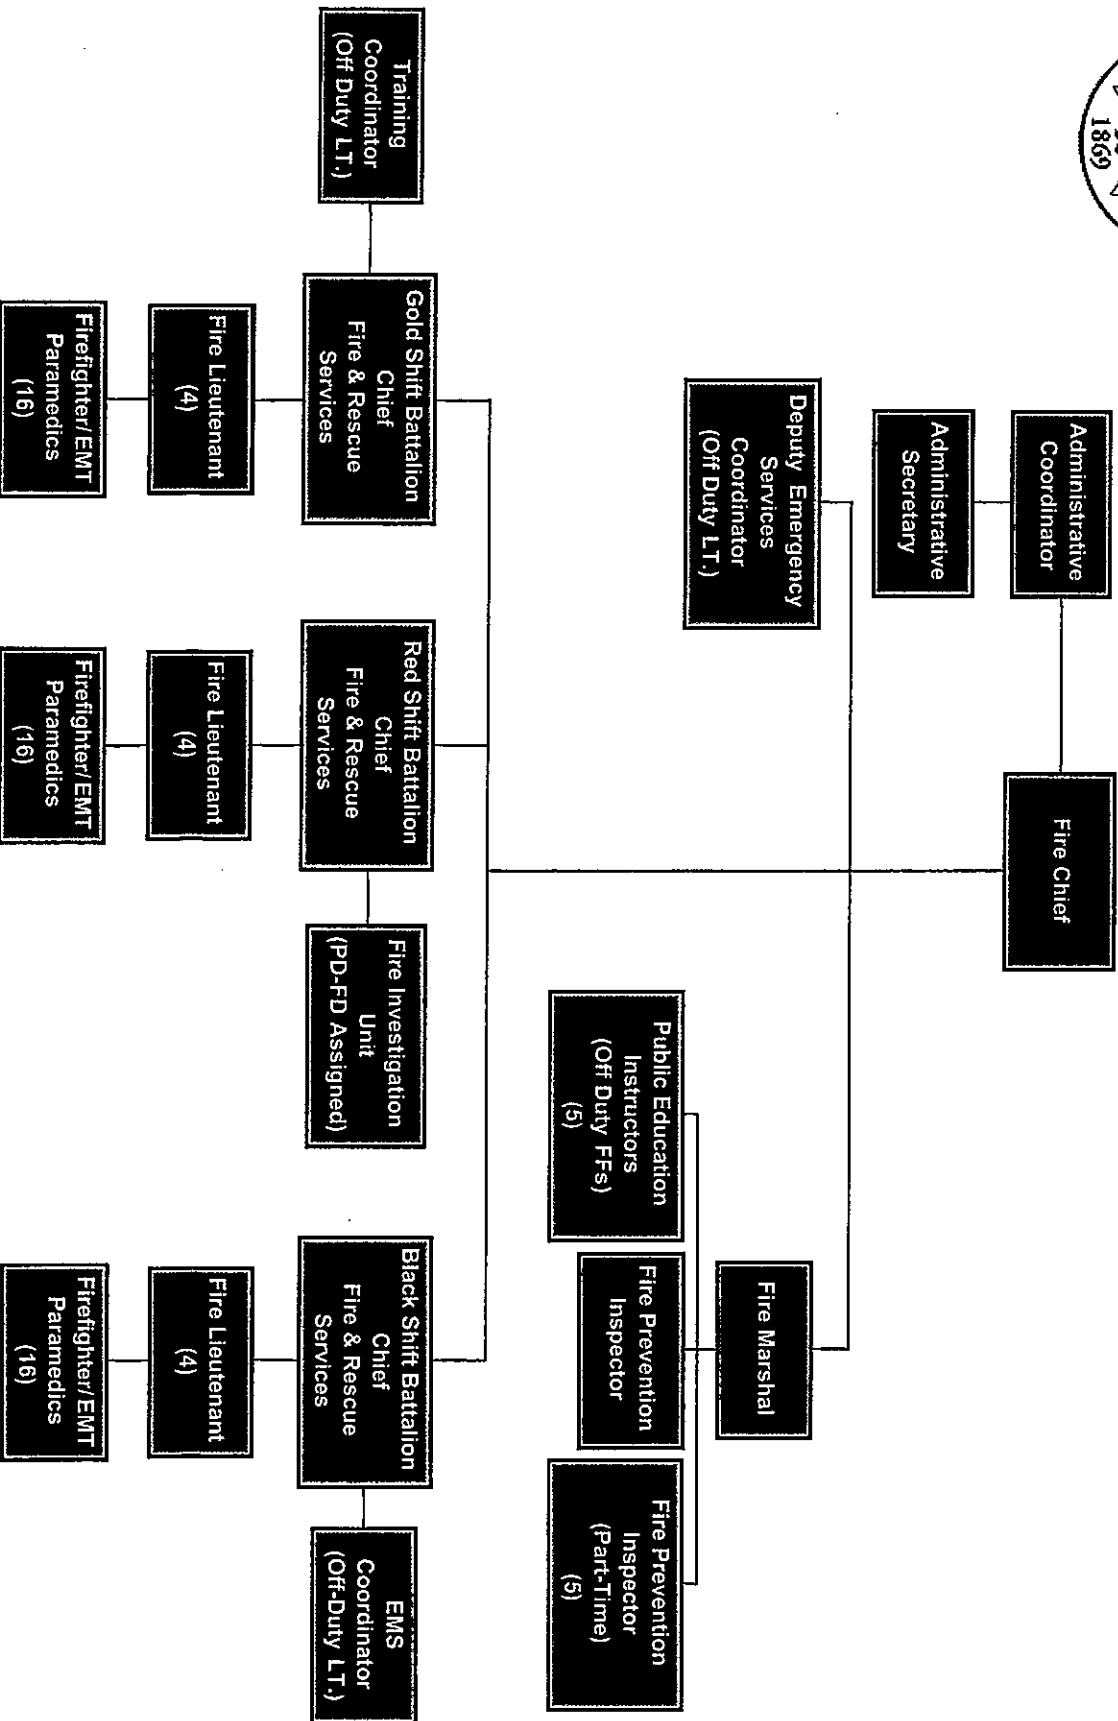 1869
Fire Chief
Administrative
Coordinator
Administrative
Secretary
Deputy Emergency
Services
Coordinator
(Off Duty LT.)
Fire Marshal
Public Education
Instructors
(Off Duty FFs)
(5)
Fire Prevention
Inspector
Fire Prevention
Inspector
(Part-Time)
(5)
Training
Coordinator
(Off Duty LT.)
Gold Shift Battalion
Chief
Fire & Rescue
Services
Red Shift Battalion
Chief
Fire & Rescue
Services
Fire Investigation
Unit
(PD-FD Assigned)
Black Shift Battalion
Chief
Fire & Rescue
Services
EMS
Coordinator
(Off-Duty LT.)
Fire Lieutenant
(4)
Fire Lieutenant
(4)
Fire Lieutenant
(4)
Firefighter/EMT
Paramedics
(16)
Firefighter/EMT
Paramedics
(16)
Firefighter/EMT
Paramedics
(16)